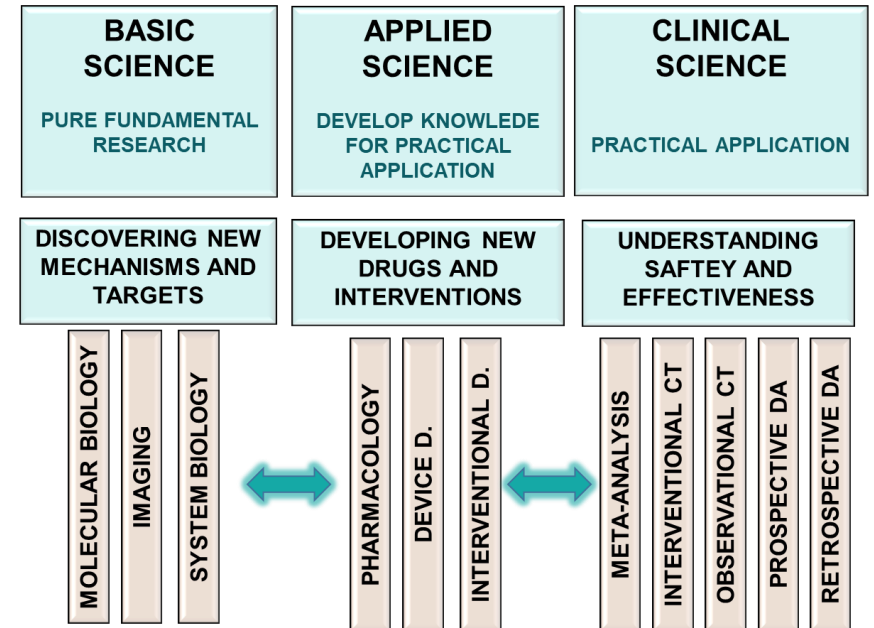 BASIC
SCIENCE
PURE FUNDAMENTAL
RESEARCH
APPLIED
SCIENCE
DEVELOP KNOWLEDE
FOR PRACTICAL
APPLICATION
CLINICAL
SCIENCE
PRACTICAL APPLICATION
DISCOVERING NEW
MECHANISMS AND
TARGETS
DEVELOPING NEW
DRUGS AND
INTERVENTIONS
UNDERSTANDING
SAFTEY AND
EFFECTIVENESS
MOLECULAR BIOLOGY
IMAGING
SYSTEM BIOLOGY
PHARMACOLOGY
DEVICE D.
INTERVENTIONAL D.
META-ANALYSIS
INTERVENTIONAL CT
OBSERVATIONAL CT
PROSPECTIVE DA
RETROSPECTIVE DA